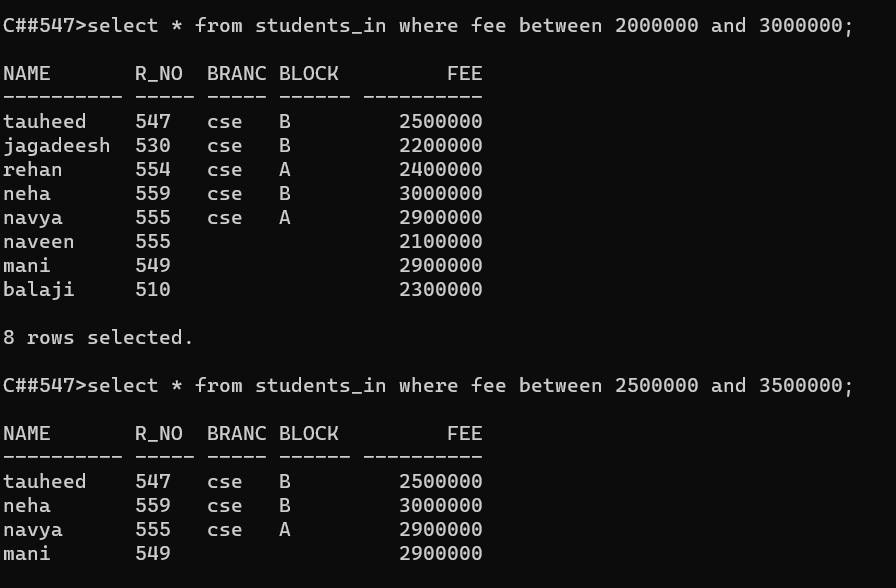 C##547>select * from students_in where fee between 2000000 and 3000000;
NAME       R_NO  BRANC BLOCK         FEE
---------- ----- ----- ------ ----------
tauheed    547   cse   B         2500000
jagadeesh  530   cse   B         2200000
rehan      554   cse   A         2400000
neha       559   cse   B         3000000
navya      555   cse   A         2900000
naveen     555                   2100000
mani       549                   2900000
balaji     510                   2300000
8 rows selected.
C##547>select * from students_in where fee between 2500000 and 3500000;
NAME       R_NO  BRANC BLOCK         FEE
---------- ----- ----- ------ ----------
tauheed    547   cse   B         2500000
neha       559   cse   B         3000000
navya      555   cse   A         2900000
mani       549                   2900000